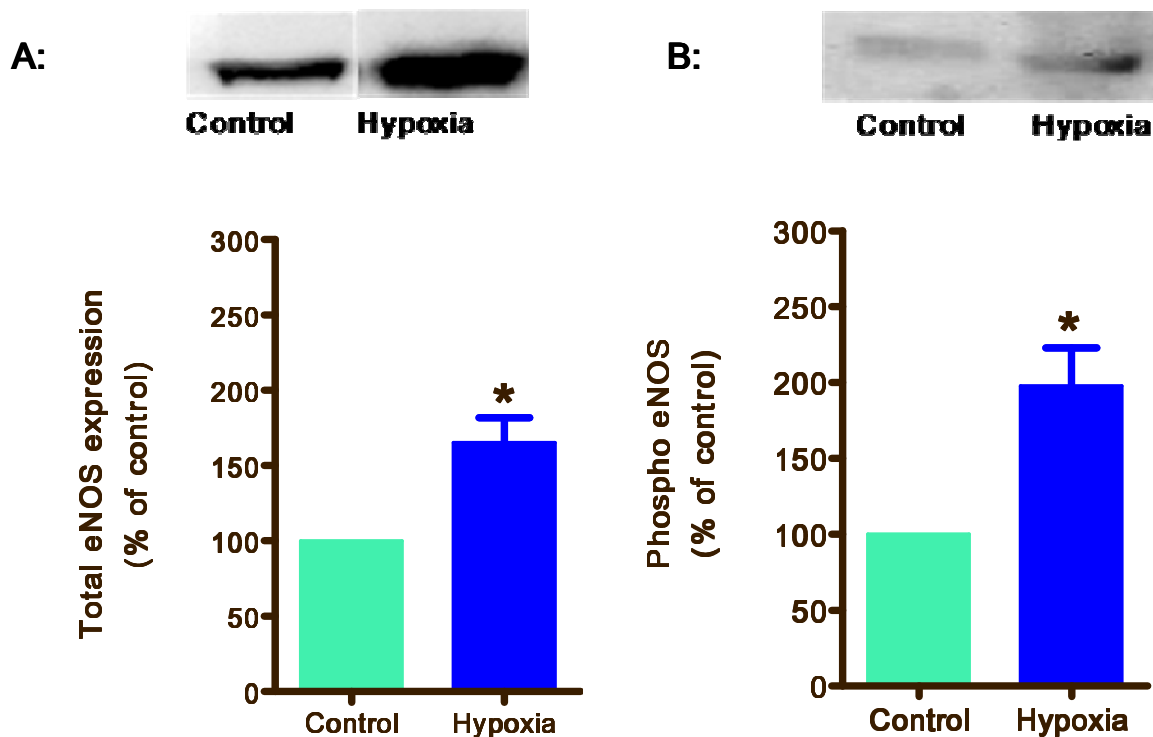 A:
Control Hypoxia
300
250
200
150
100
50
0
Total eNOS expression
(% of control)
*
Control Hypoxia
B:
Control Hypoxia
300
250
200
150
100
50
0
Phospho eNOS
(% of control)
*
Control Hypoxia